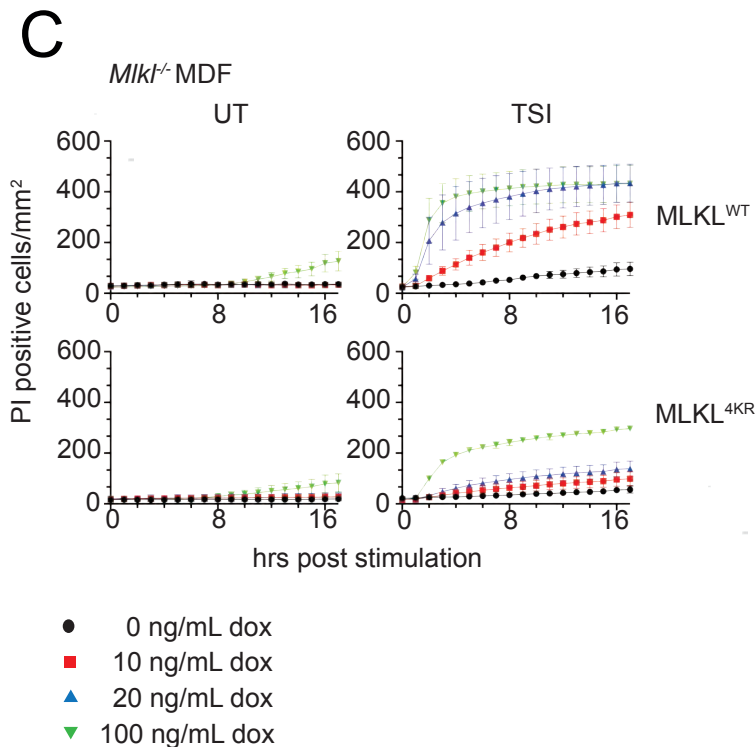 C
Mlkl-/- MDF
UT TSI
600 600
400 400
200 200
0 0
0 8 16 0 8 16
MLKLWT
PI positive cells/mm2
600 600
400 400
200 200
0 0
0 8 16 0 8 16
MLKL4KR
hrs post stimulation
0 ng/mL dox
10 ng/mL dox
20 ng/mL dox
100 ng/mL dox